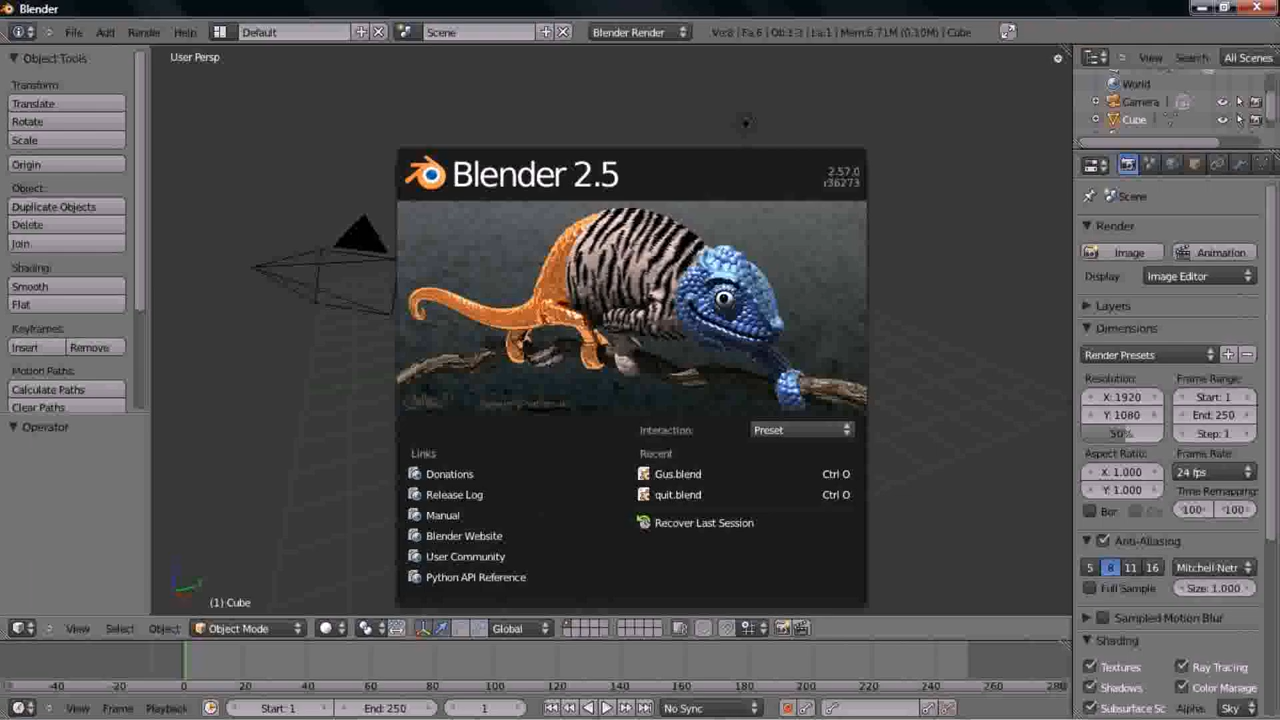 Blender
File Add Render Help Default Scene Blender Render Ve:8 | Fa:6 | Ob:1-3 | La:1 | Mem:6.71M (0.10M) | Cube
Object Tools
Transform:
Translate
Rotate
Scale
Origin
Object:
Duplicate Objects
Delete
Join
Shading:
Smooth
Flat
Keyframes:
Insert Remove
Motion Paths:
Calculate Paths
Clear Paths
Operator
User Persp
Blender 2.5
2.57.0
r36273
Interaction: Preset
Links
Donations
Release Log
Manual
Blender Website
User Community
Python API Reference
Recent
Gus.blend Ctrl O
quit.blend Ctrl O
Recover Last Session
(1) Cube
View Search All Scenes
World
Camera
Cube
Scene
Render
Image Animation
Display: Image Editor
Layers
Dimensions
Render Presets
Resolution: Frame Range:
X: 1920 Start: 1
Y: 1080 End: 250
50% Step: 1
Aspect Ratio: Frame Rate:
X: 1.000 24 fps
Y: 1.000 Time Remapping:
Bor 100 100
Anti-Aliasing
5 8 11 16 Mitchell-Netr
Full Sample Size: 1.000
Sampled Motion Blur
Shading
Textures Ray Tracing
Shadows Color Manage
Subsurface Sc Alpha: Sky
View Select Object Object Mode Global
-40 -20 0 20 40 60 80 100 120 140 160 180 200 220 240 260 280
View Frame Playback Start: 1 End: 250 1 No Sync